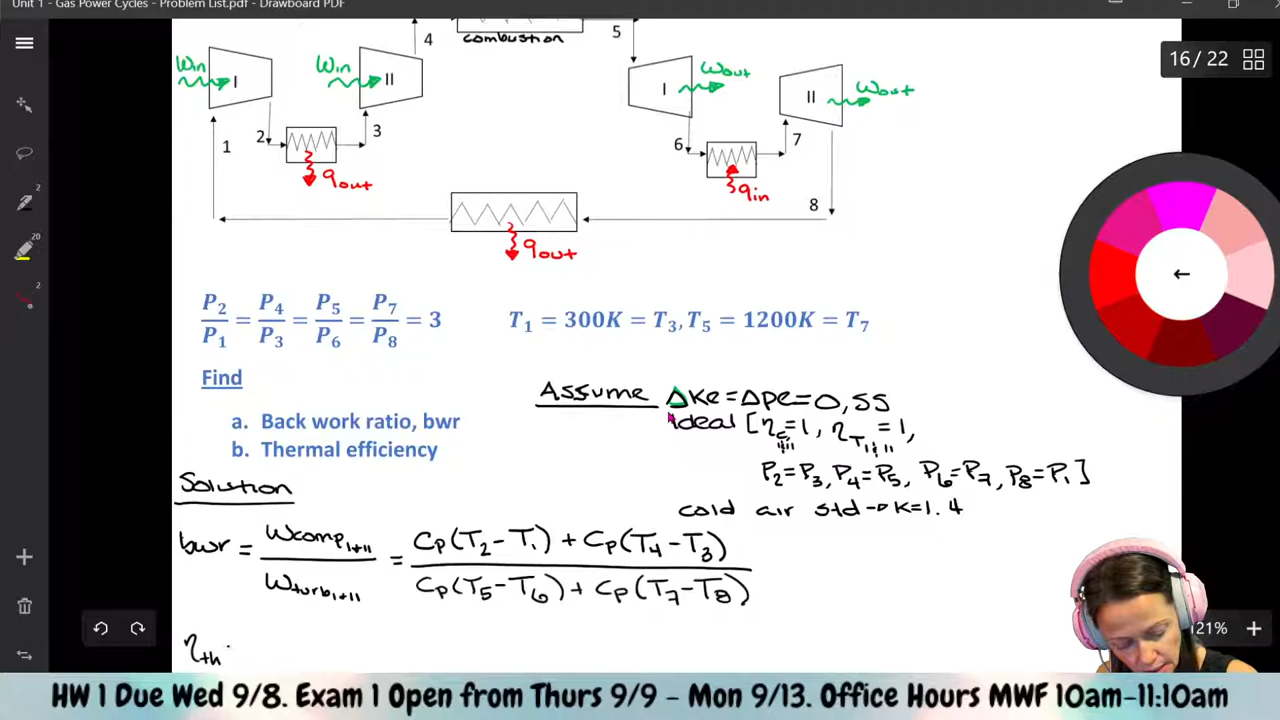 Unit 1 - Gas Power Cycles - Problem List.pdf - Drawboard PDF
16 / 22
combustion
4
5
Win
I
Win
II
I
Wout
II
Wout
1
2
3
qout
6
7
qin
8
qout
P2/P1 = P4/P3 = P5/P6 = P7/P8 = 3
T1 = 300K = T3, T5 = 1200K = T7
Find
a. Back work ratio, bwr
b. Thermal efficiency
Assume ΔKe=ΔPe=0, SS
ideal [ηc I+II =1, ηT I+II =1,
P2=P3, P4=P5, P6=P7, P8=P1]
cold air std → K=1.4
Solution
bwr = Wcomp I+II / Wturb I+II = Cp(T2-T1) + Cp(T4-T3) / Cp(T5-T6) + Cp(T7-T8)
ηth
2
20
2
121%
HW 1 Due Wed 9/8. Exam 1 Open from Thurs 9/9 - Mon 9/13. Office Hours MWF 10am-11:10am